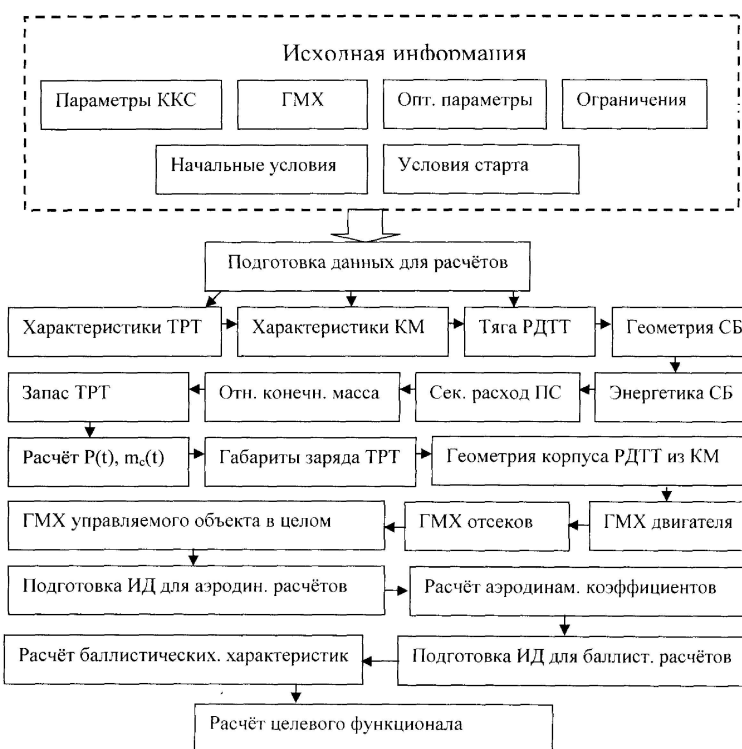 Исходная информация
Параметры ККС
ГМХ
Опт. параметры
Ограничения
Начальные условия
Условия старта
Подготовка данных для расчётов
Характеристики ТРТ
Характеристики КМ
Тяга РДТТ
Геометрия СБ
Запас ТРТ
Отн. конечн. масса
Сек. расход ПС
Энергетика СБ
Расчёт P(t), mc(t)
Габариты заряда ТРТ
Геометрия корпуса РДТТ из КМ
ГМХ управляемого объекта в целом
ГМХ отсеков
ГМХ двигателя
Подготовка ИД для аэродин. расчётов
Расчёт аэродинам. коэффициентов
Расчёт баллистических. характеристик
Подготовка ИД для баллист. расчётов
Расчёт целевого функционала